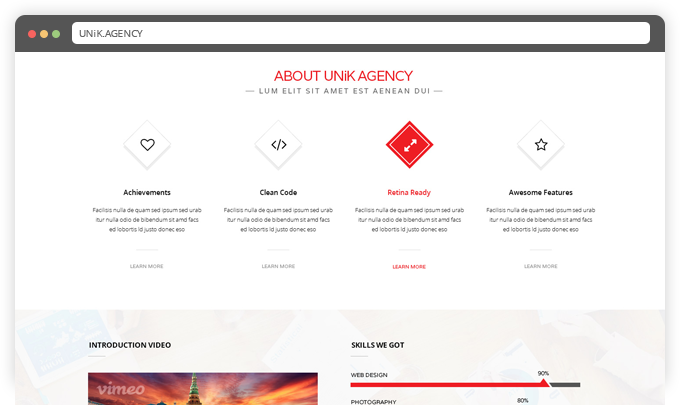 UNiK.AGENCY
ABOUT UNiK AGENCY
— LUM ELIT SIT AMET EST AENEAN DUI —
Achievements
Facilisis nulla de quam sed ipsum sed urab
itur nulla odio de bibendum sit amd facs
ed lobortis id justo donec eso
LEARN MORE
Clean Code
Facilisis nulla de quam sed ipsum sed urab
itur nulla odio de bibendum sit amd facs
ed lobortis id justo donec eso
LEARN MORE
Retina Ready
Facilisis nulla de quam sed ipsum sed urab
itur nulla odio de bibendum sit amd facs
ed lobortis id justo donec eso
LEARN MORE
Awesome Features
Facilisis nulla de quam sed ipsum sed urab
itur nulla odio de bibendum sit amd facs
ed lobortis id justo donec eso
LEARN MORE
INTRODUCTION VIDEO
vimeo
SKILLS WE GOT
WEB DESIGN 90%
PHOTOGRAPHY 80%